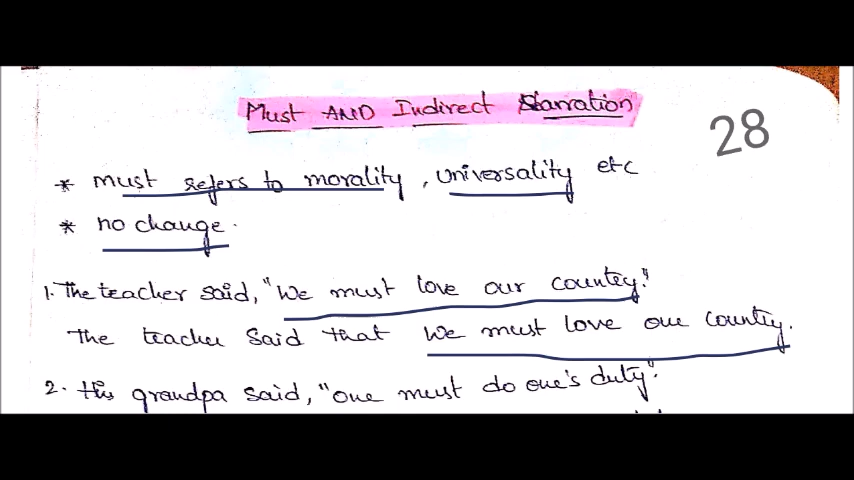 Must AND Indirect Narration
28
* must refers to morality, universality etc
* no change.
1. The teacher said, "We must love our country."
The teacher said that we must love our country.
2. His grandpa said, "one must do one's duty".